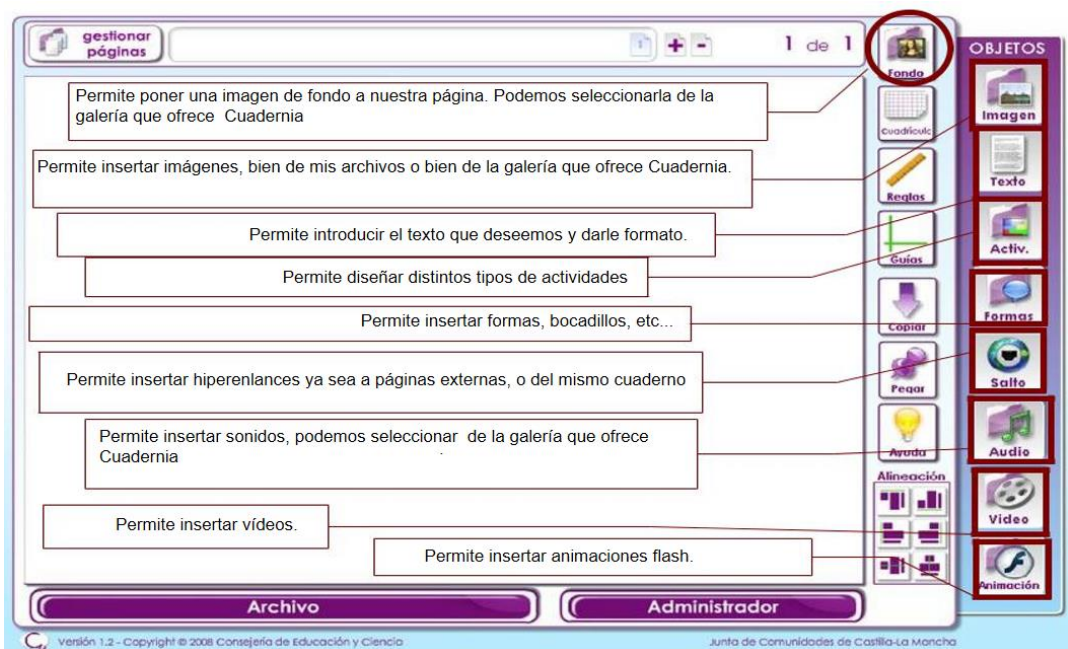 gestionar
páginas
1 de 1
Fondo
OBJETOS
Permite poner una imagen de fondo a nuestra página. Podemos seleccionarla de la
galería que ofrece  Cuadernia
Imagen
Cuadrícula
Permite insertar imágenes, bien de mis archivos o bien de la galería que ofrece Cuadernia.
Texto
Reglas
Permite introducir el texto que deseemos y darle formato.
Activ.
Guías
Permite diseñar distintos tipos de actividades
Formas
Permite insertar formas, bocadillos, etc...
Copiar
Permite insertar hiperenlances ya sea a páginas externas, o del mismo cuaderno
Salto
Pegar
Permite insertar sonidos, podemos seleccionar  de la galería que ofrece
Cuadernia
Audio
Ayuda
Alineación
Permite insertar vídeos.
Video
Permite insertar animaciones flash.
Animación
Archivo
Administrador
Versión 1.2 - Copyright © 2008 Consejería de Educación y Ciencia
Junta de Comunidades de Castilla-La Mancha